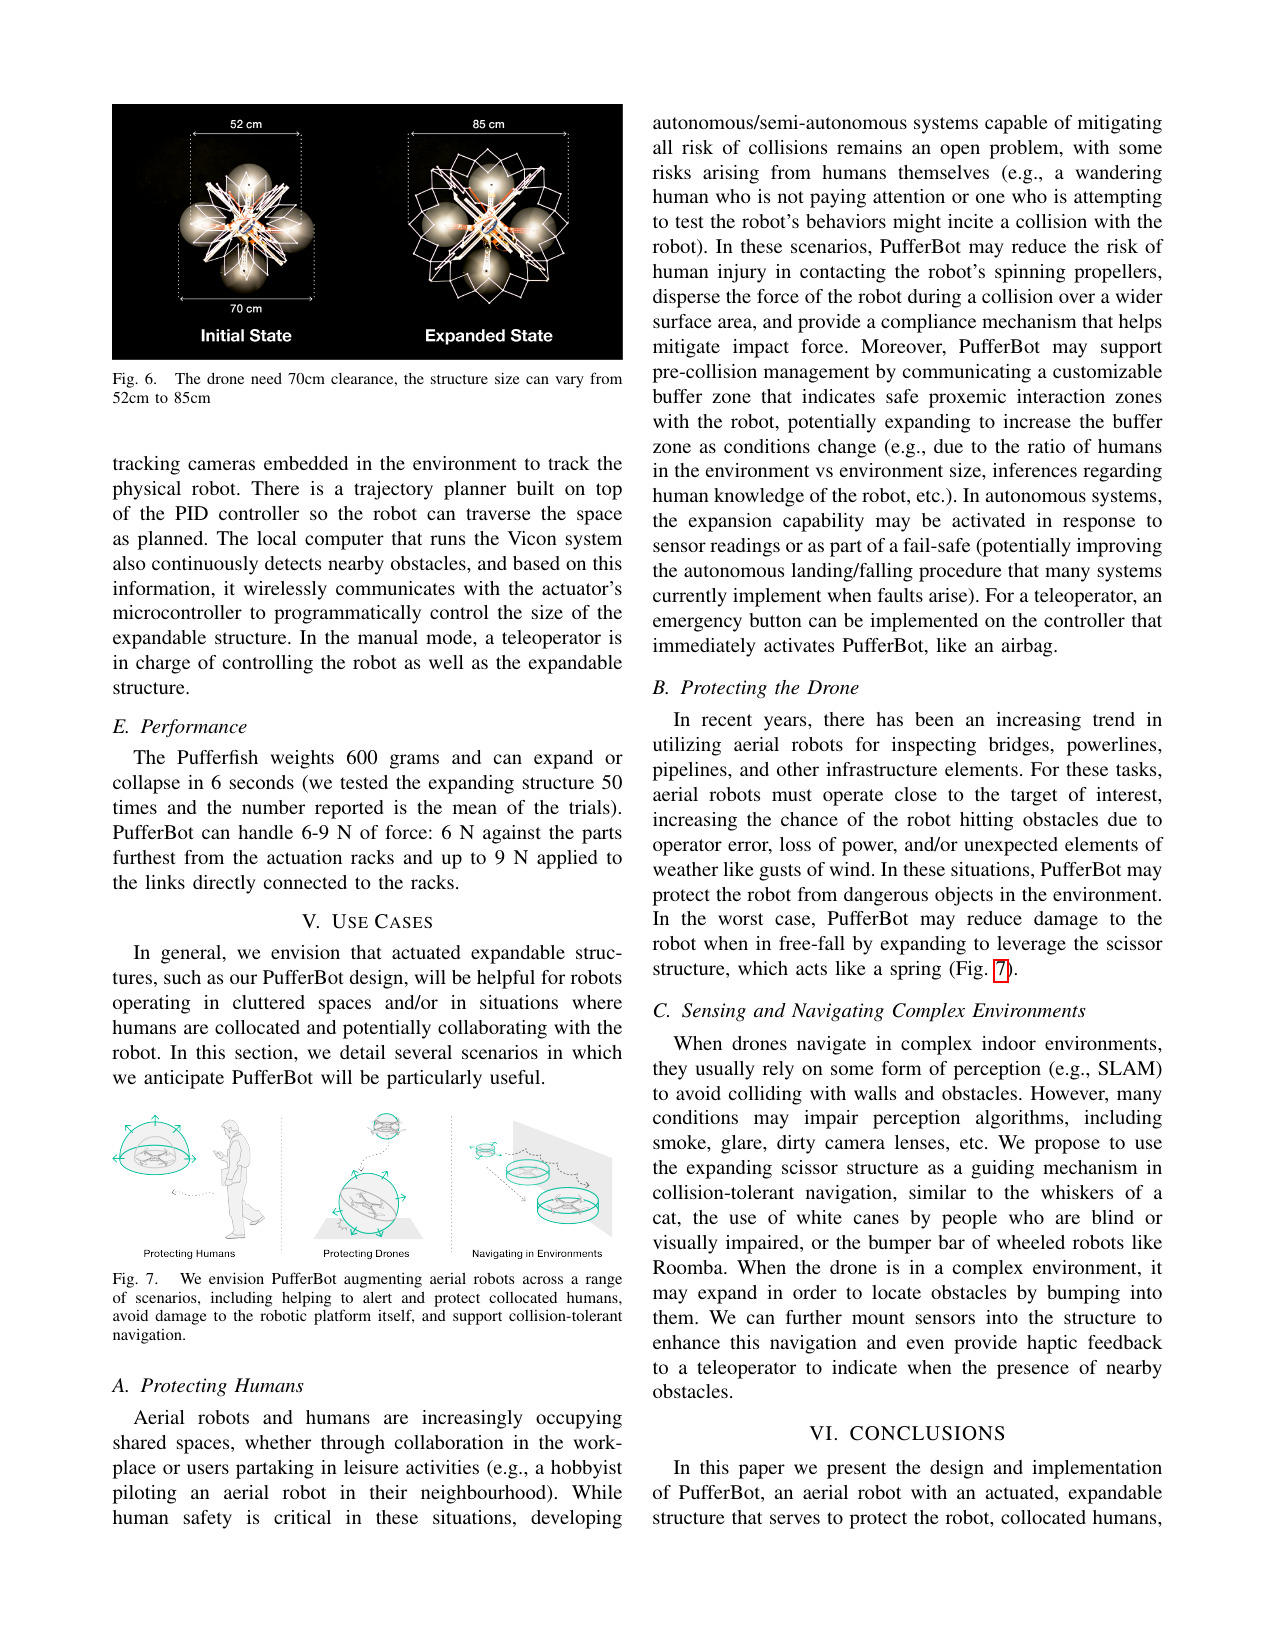 52 cm
85 cm
70 cm
Initial State
Expanded State
Fig. 6. The drone need 70cm clearance, the structure size can vary from
52cm to 85cm
tracking cameras embedded in the environment to track the
physical robot. There is a trajectory planner built on top
of the PID controller so the robot can traverse the space
as planned. The local computer that runs the Vicon system
also continuously detects nearby obstacles, and based on this
information, it wirelessly communicates with the actuator's
microcontroller to programmatically control the size of the
expandable structure. In the manual mode, a teleoperator is
in charge of controlling the robot as well as the expandable
structure.
E. Performance
The Pufferfish weights 600 grams and can expand or
collapse in 6 seconds (we tested the expanding structure 50
times and the number reported is the mean of the trials).
PufferBot can handle 6-9 N of force: 6 N against the parts
furthest from the actuation racks and up to 9 N applied to
the links directly connected to the racks.
V. USE CASES
In general, we envision that actuated expandable struc-
tures, such as our PufferBot design, will be helpful for robots
operating in cluttered spaces and/or in situations where
humans are collocated and potentially collaborating with the
robot. In this section, we detail several scenarios in which
we anticipate PufferBot will be particularly useful.
Protecting Humans
Protecting Drones
Navigating in Environments
Fig. 7. We envision PufferBot augmenting aerial robots across a range
of scenarios, including helping to alert and protect collocated humans,
avoid damage to the robotic platform itself, and support collision-tolerant
navigation.
A. Protecting Humans
Aerial robots and humans are increasingly occupying
shared spaces, whether through collaboration in the work-
place or users partaking in leisure activities (e.g., a hobbyist
piloting an aerial robot in their neighbourhood). While
human safety is critical in these situations, developing
autonomous/semi-autonomous systems capable of mitigating
all risk of collisions remains an open problem, with some
risks arising from humans themselves (e.g., a wandering
human who is not paying attention or one who is attempting
to test the robot's behaviors might incite a collision with the
robot). In these scenarios, PufferBot may reduce the risk of
human injury in contacting the robot's spinning propellers,
disperse the force of the robot during a collision over a wider
surface area, and provide a compliance mechanism that helps
mitigate impact force. Moreover, PufferBot may support
pre-collision management by communicating a customizable
buffer zone that indicates safe proxemic interaction zones
with the robot, potentially expanding to increase the buffer
zone as conditions change (e.g., due to the ratio of humans
in the environment vs environment size, inferences regarding
human knowledge of the robot, etc.). In autonomous systems,
the expansion capability may be activated in response to
sensor readings or as part of a fail-safe (potentially improving
the autonomous landing/falling procedure that many systems
currently implement when faults arise). For a teleoperator, an
emergency button can be implemented on the controller that
immediately activates PufferBot, like an airbag.
B. Protecting the Drone
In recent years, there has been an increasing trend in
utilizing aerial robots for inspecting bridges, powerlines,
pipelines, and other infrastructure elements. For these tasks,
aerial robots must operate close to the target of interest,
increasing the chance of the robot hitting obstacles due to
operator error, loss of power, and/or unexpected elements of
weather like gusts of wind. In these situations, PufferBot may
protect the robot from dangerous objects in the environment.
In the worst case, PufferBot may reduce damage to the
robot when in free-fall by expanding to leverage the scissor
structure, which acts like a spring (Fig. 7).
C. Sensing and Navigating Complex Environments
When drones navigate in complex indoor environments,
they usually rely on some form of perception (e.g., SLAM)
to avoid colliding with walls and obstacles. However, many
conditions may impair perception algorithms, including
smoke, glare, dirty camera lenses, etc. We propose to use
the expanding scissor structure as a guiding mechanism in
collision-tolerant navigation, similar to the whiskers of a
cat, the use of white canes by people who are blind or
visually impaired, or the bumper bar of wheeled robots like
Roomba. When the drone is in a complex environment, it
may expand in order to locate obstacles by bumping into
them. We can further mount sensors into the structure to
enhance this navigation and even provide haptic feedback
to a teleoperator to indicate when the presence of nearby
obstacles.
VI. CONCLUSIONS
In this paper we present the design and implementation
of PufferBot, an aerial robot with an actuated, expandable
structure that serves to protect the robot, collocated humans,